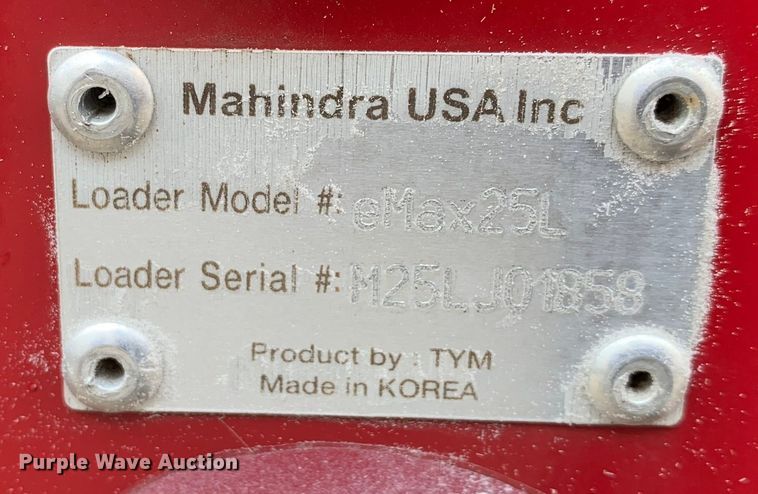 Mahindra USA Inc
Loader Model #: eMax25L
Loader Serial #: M25LJ01858
Product by : TYM
Made in KOREA
Purple Wave Auction